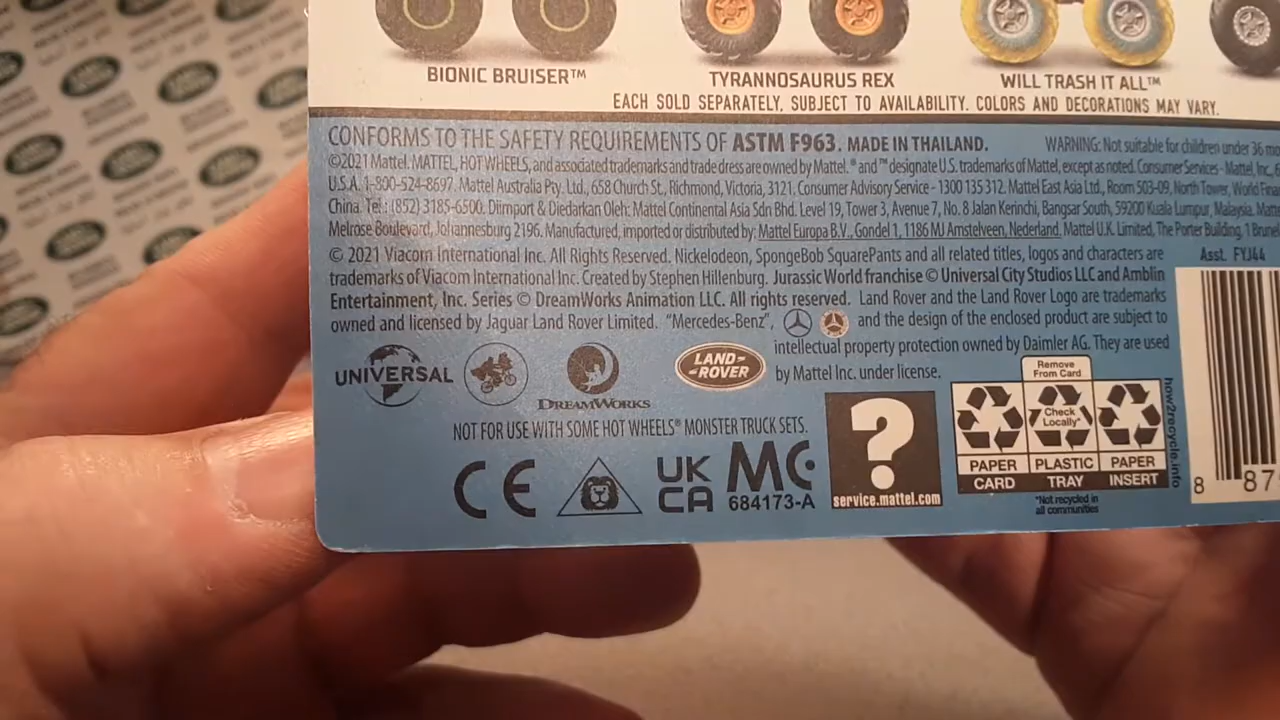 BIONIC BRUISER™
TYRANNOSAURUS REX
WILL TRASH IT ALL™
EACH SOLD SEPARATELY, SUBJECT TO AVAILABILITY. COLORS AND DECORATIONS MAY VARY.
CONFORMS TO THE SAFETY REQUIREMENTS OF ASTM F963. MADE IN THAILAND.
WARNING: Not suitable for children under 36 mo
©2021 Mattel. MATTEL, HOT WHEELS, and associated trademarks and trade dress are owned by Mattel. ® and ™ designate U.S. trademarks of Mattel, except as noted. Consumer Services - Mattel, Inc.,
U.S.A. 1-800-524-8697. Mattel Australia Pty. Ltd., 658 Church St., Richmond, Victoria, 3121. Consumer Advisory Service - 1300 135 312. Mattel East Asia Ltd., Room 503-09, North Tower, World Fina
China. Tel.: (852) 3185-6500. Diimport & Diedarkan Oleh: Mattel Continental Asia Sdn Bhd. Level 19, Tower 3, Avenue 7, No. 8 Jalan Kerinchi, Bangsar South, 59200 Kuala Lumpur, Malaysia. Matt
Melrose Boulevard, Johannesburg 2196. Manufactured, imported or distributed by: Mattel Europa B.V., Gondel 1, 1186 MJ Amstelveen, Nederland. Mattel U.K. Limited, The Porter Building, 1 Brunel
© 2021 Viacom International Inc. All Rights Reserved. Nickelodeon, SpongeBob SquarePants and all related titles, logos and characters are
trademarks of Viacom International Inc. Created by Stephen Hillenburg. Jurassic World franchise © Universal City Studios LLC and Amblin
Entertainment, Inc. Series © DreamWorks Animation LLC. All rights reserved. Land Rover and the Land Rover Logo are trademarks
owned and licensed by Jaguar Land Rover Limited. "Mercedes-Benz", and the design of the enclosed product are subject to
intellectual property protection owned by Daimler AG. They are used
by Mattel Inc. under license.
Asst. FYJ44
UNIVERSAL
DREAMWORKS
LAND-
ROVER
NOT FOR USE WITH SOME HOT WHEELS® MONSTER TRUCK SETS.
CE
UK
CA
MC
684173-A
?
service.mattel.com
Remove
From Card
Check
Locally*
PAPER
PLASTIC
PAPER
CARD
TRAY
INSERT
*Not recycled in
all communities
how2recycle.info
8 87